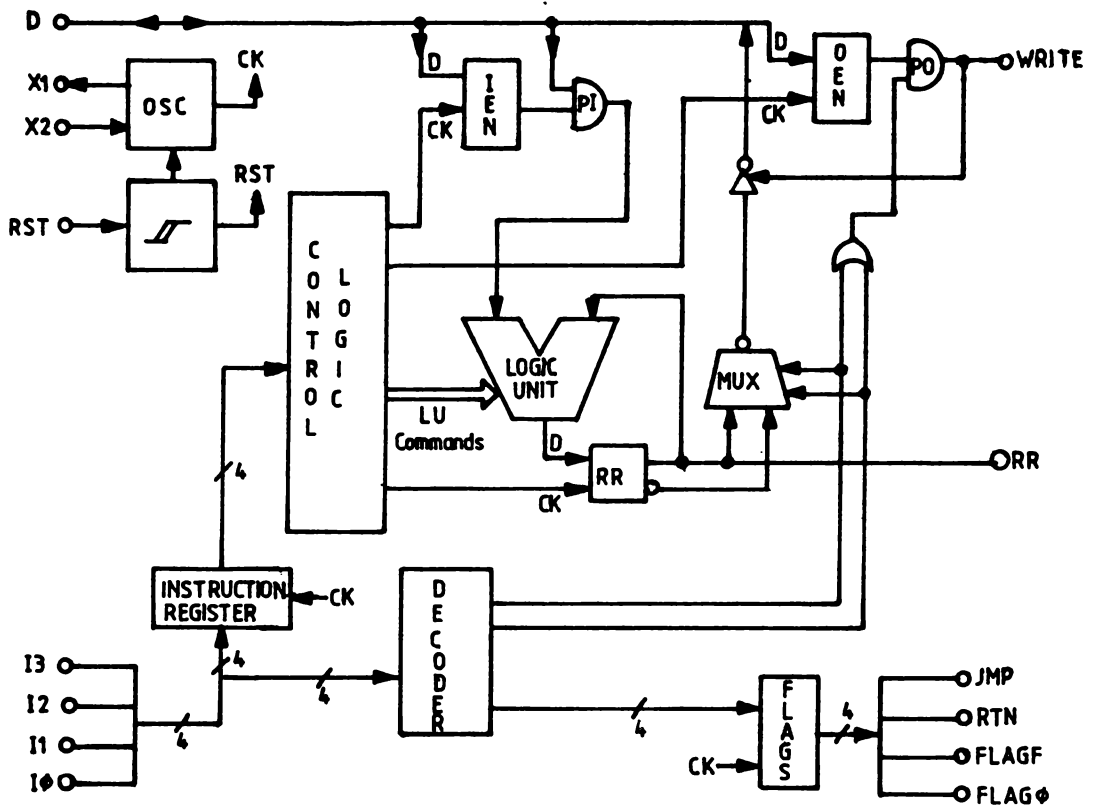 D
CK
X1
OSC
X2
RST
RST
D
IEN
CK
PI
D
OEN
CK
PO
WRITE
CONTROL
LOGIC
LOGIC
UNIT
LU
Commands
MUX
D
RR
CK
RR
4
INSTRUCTION
REGISTER
CK
DECODER
4
I3
I2
I1
IØ
4
4
4
FLAGS
CK
4
JMP
RTN
FLAGF
FLAGØ